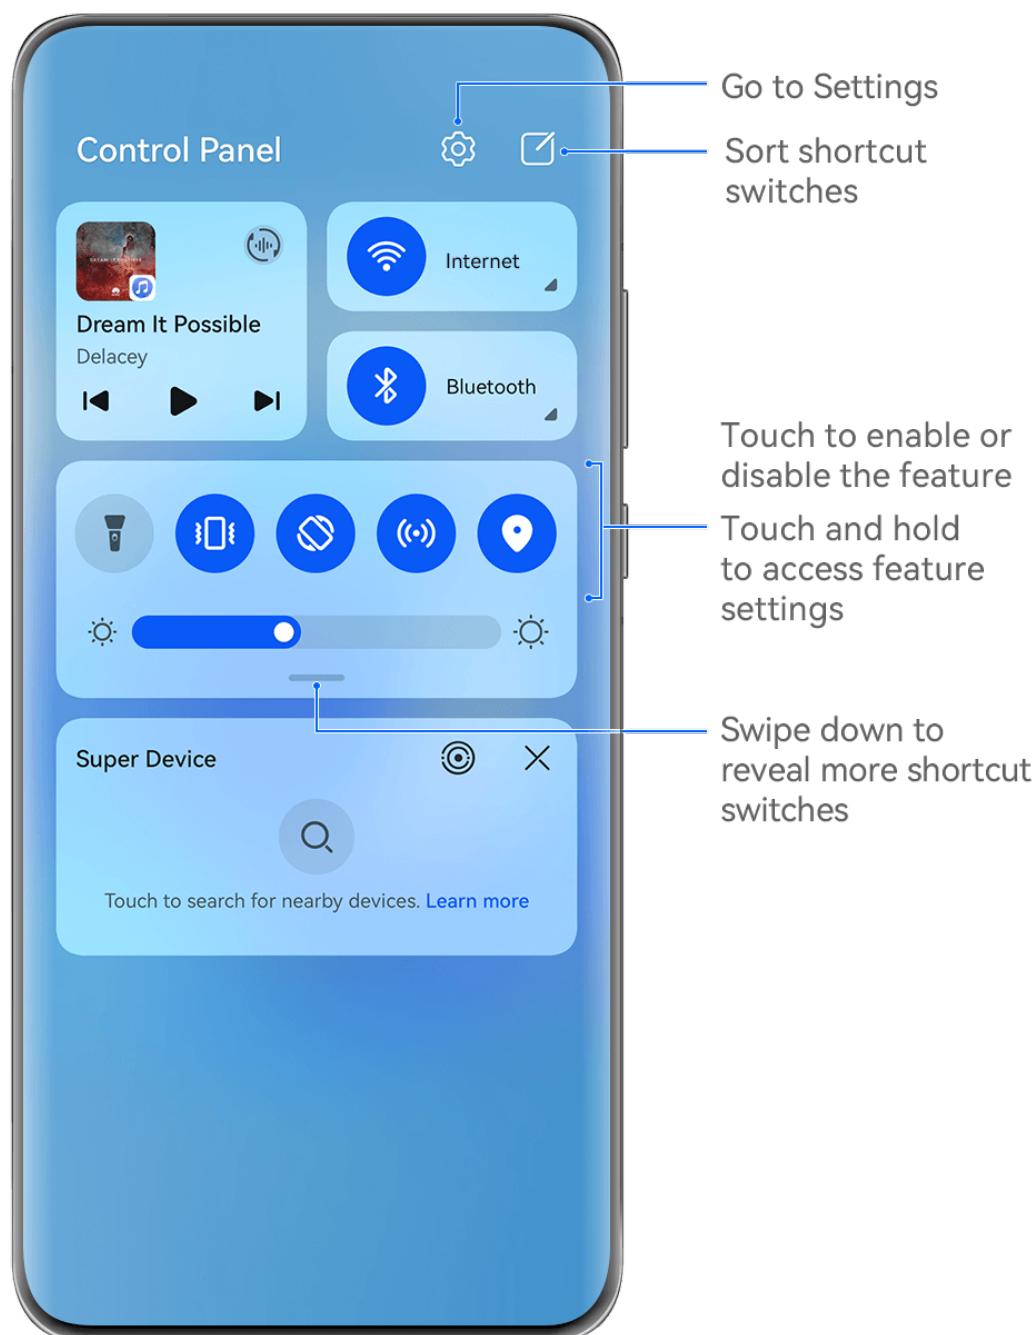 Go to Settings
Control Panel
Sort shortcut
switches
Internet
Dream It Possible
Delacey
Bluetooth
Touch to enable or
disable the feature
Touch and hold
to access feature
settings
Swipe down to
reveal more shortcut
switches
Super Device
Touch to search for nearby devices. Learn more